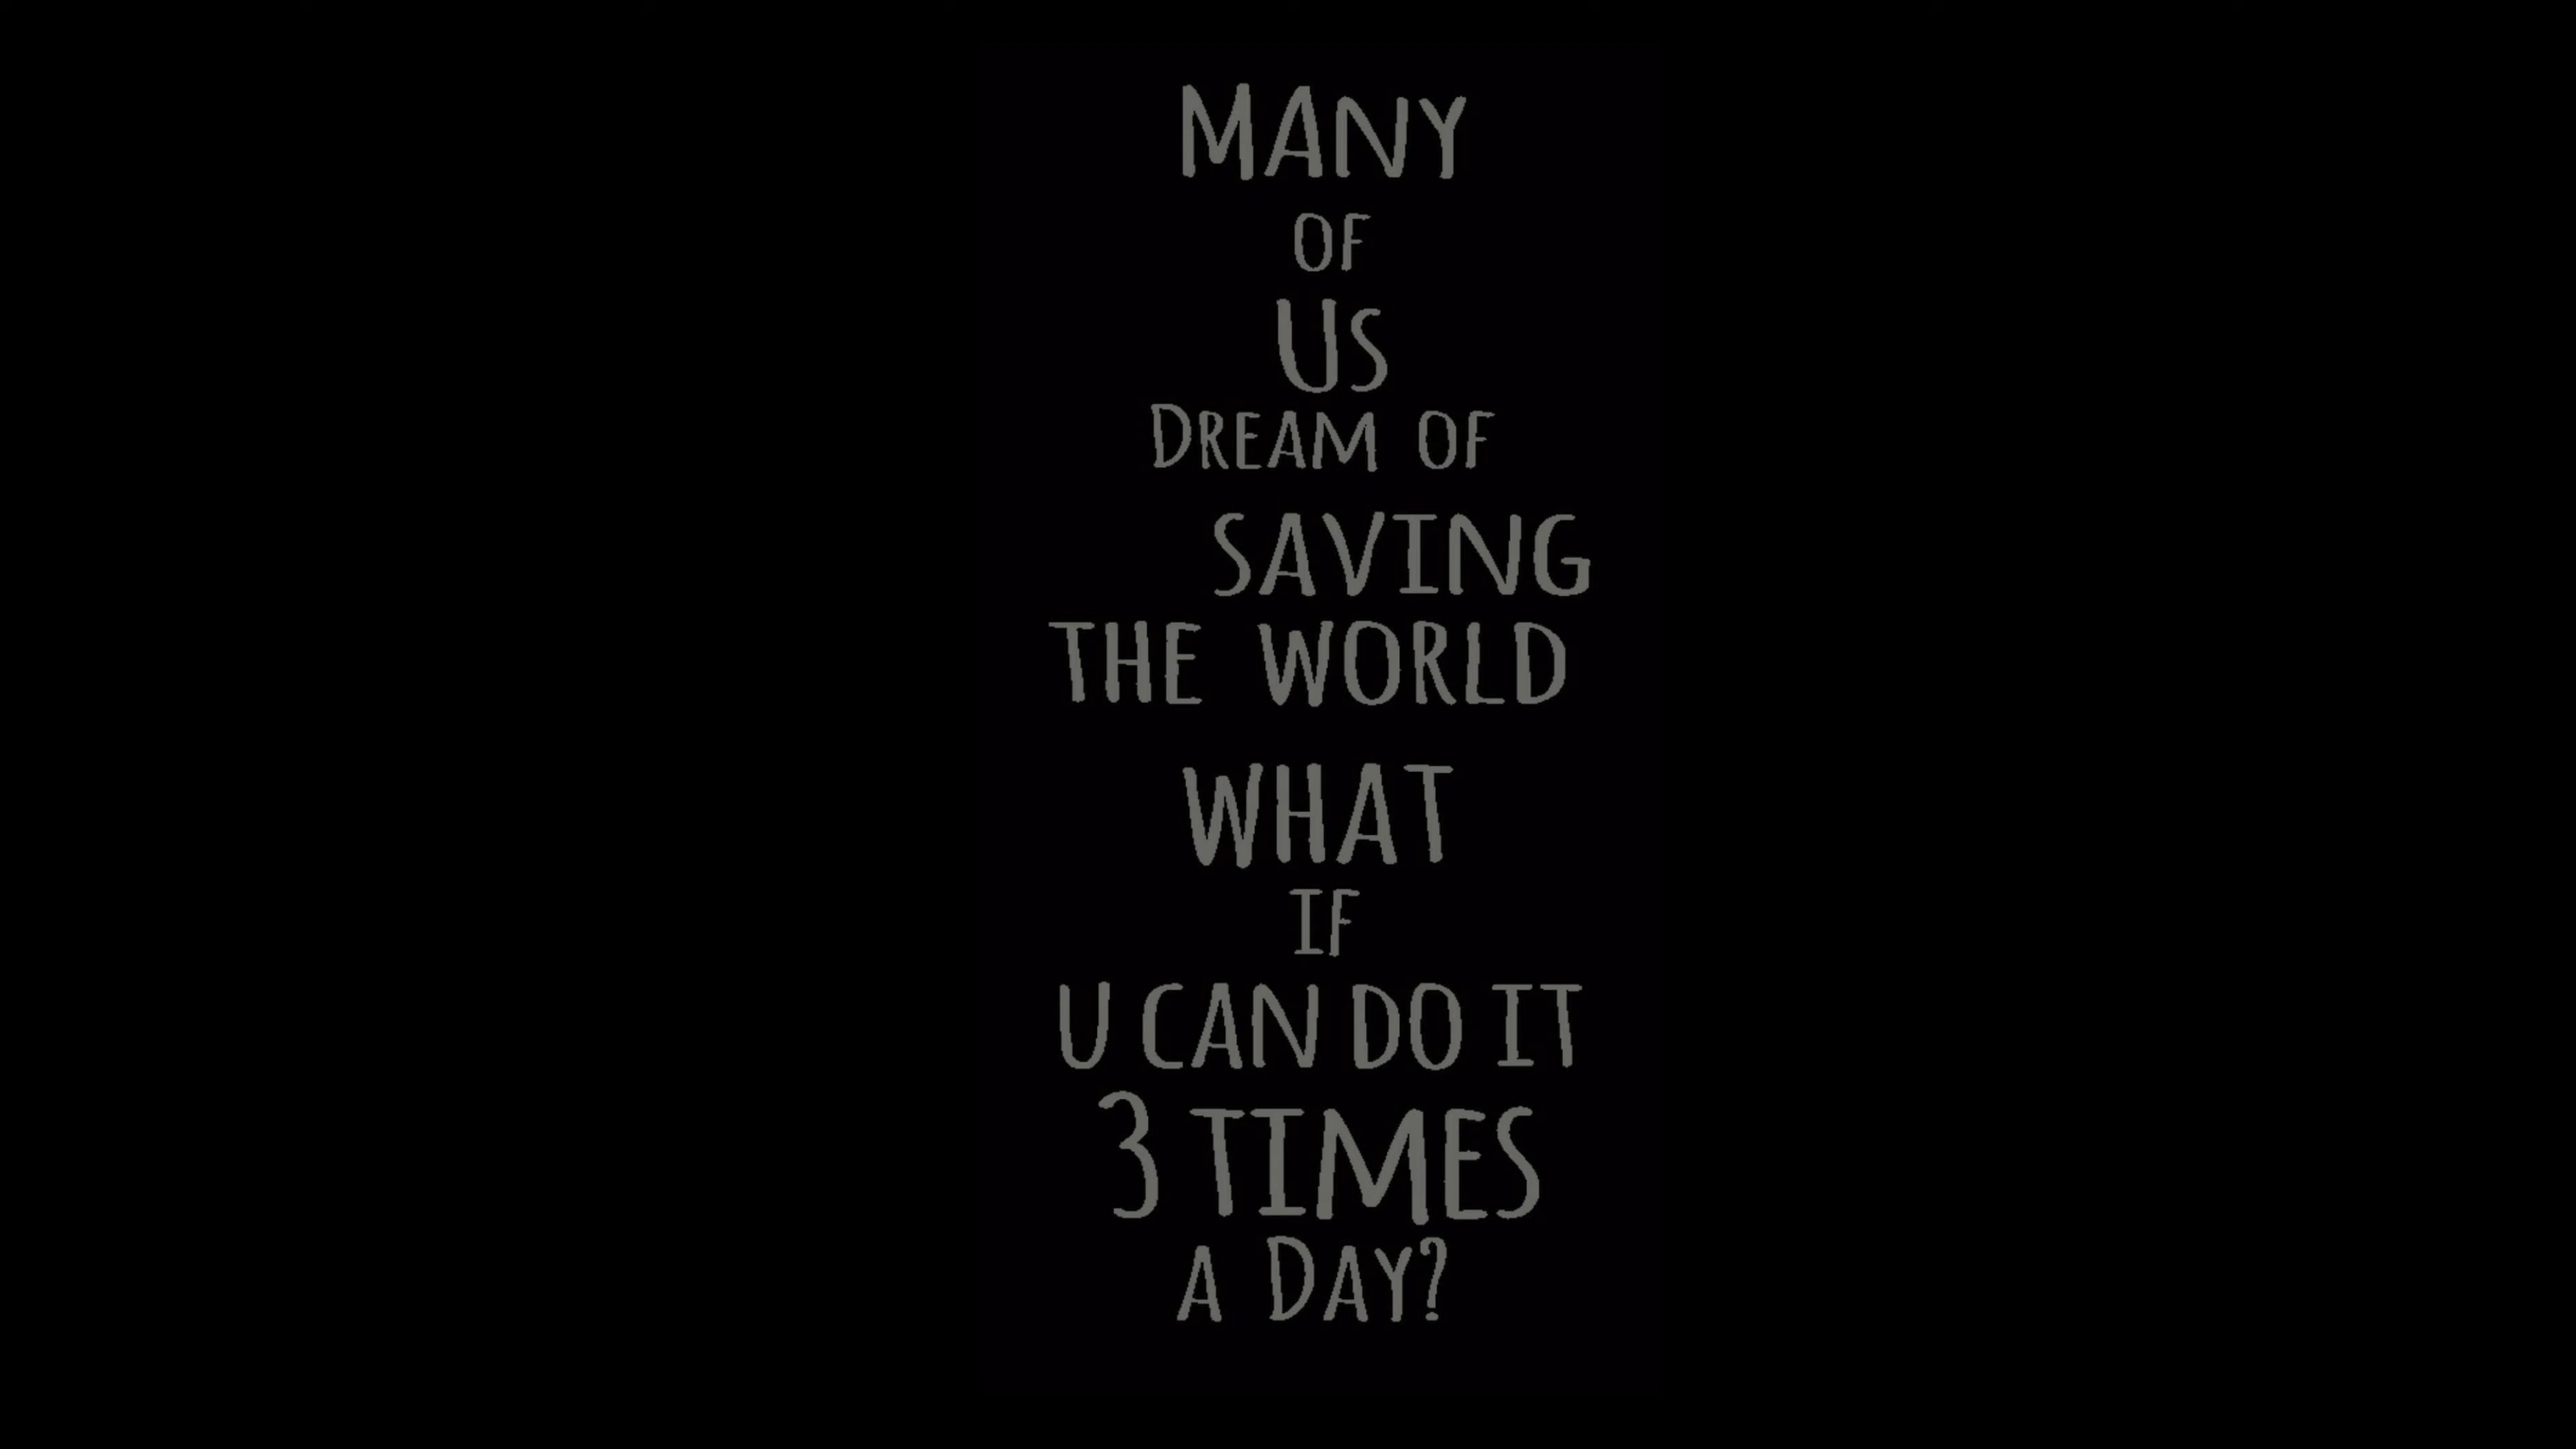 MANY
OF
US
DREAM OF
SAVING
THE WORLD
WHAT
IF
U CAN DO IT
3 TIMES
A DAY?